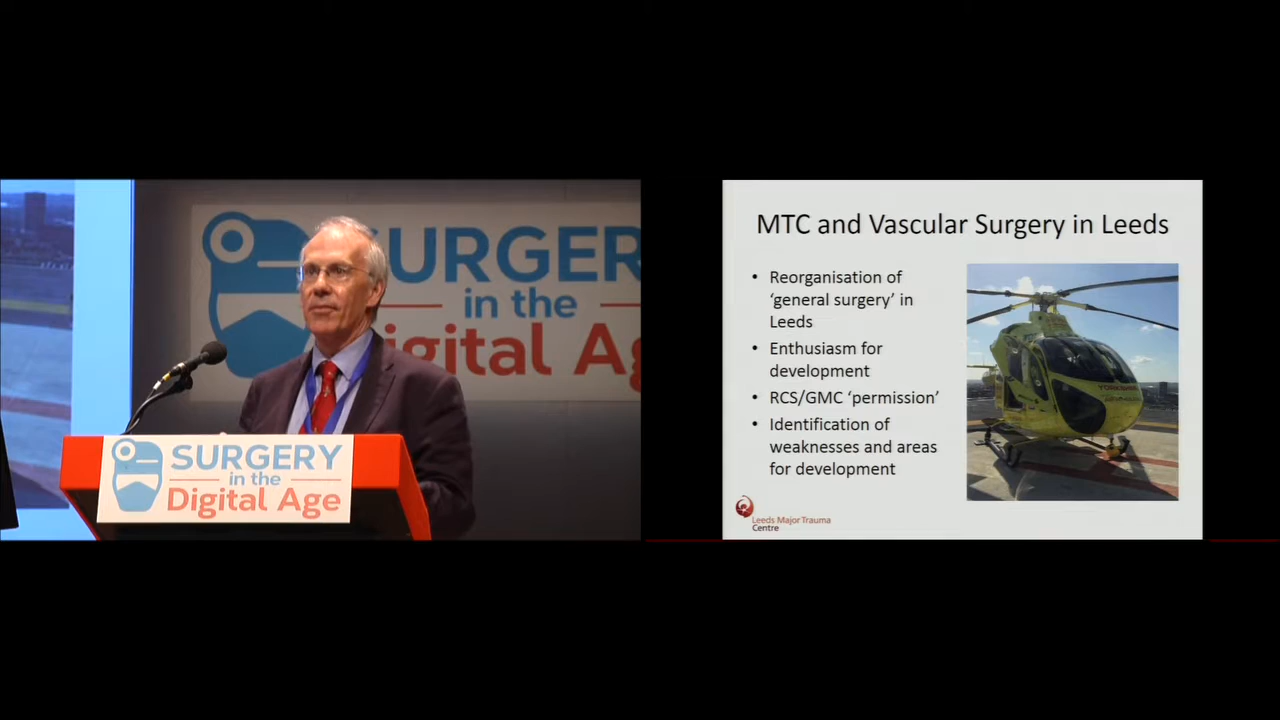 SURGERY
in the
Digital Age
SURGERY
in the
Digital Age
MTC and Vascular Surgery in Leeds
• Reorganisation of
‘general surgery’ in
Leeds
• Enthusiasm for
development
• RCS/GMC ‘permission’
• Identification of
weaknesses and areas
for development
YORKSHIRE
Leeds Major Trauma
Centre